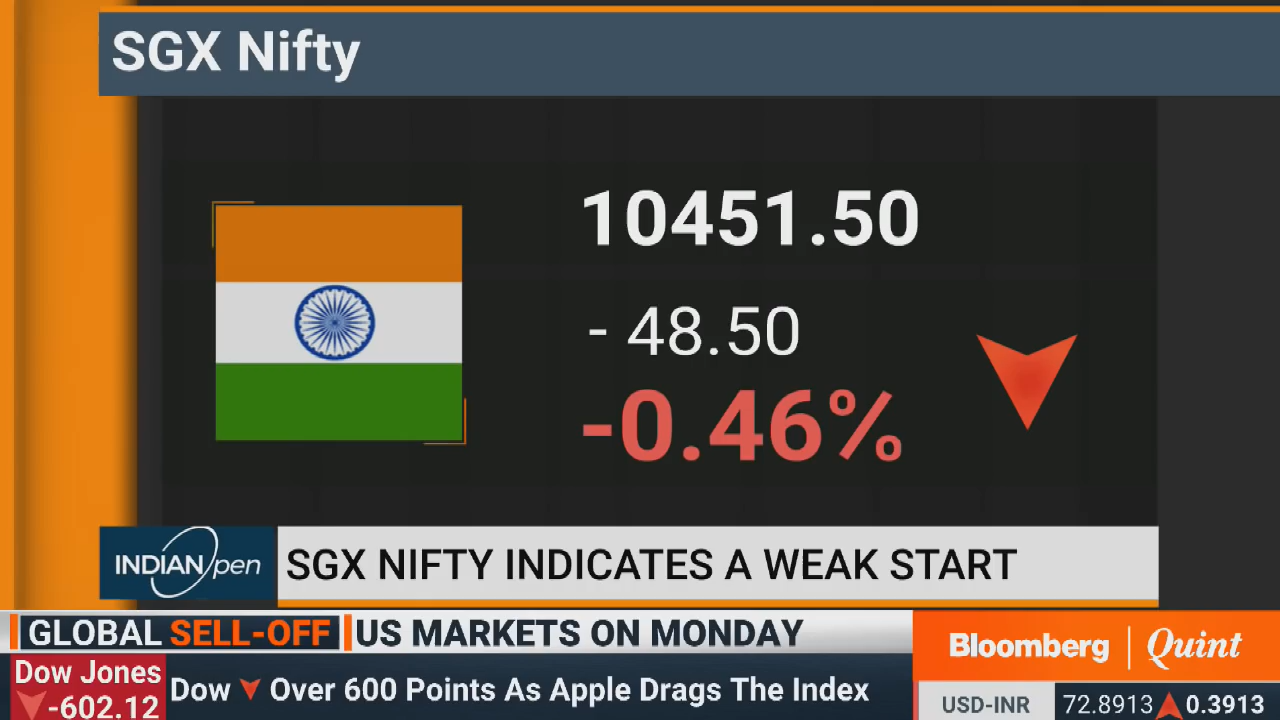 SGX Nifty
10451.50
- 48.50
-0.46%
INDIAN Open
SGX NIFTY INDICATES A WEAK START
GLOBAL SELL-OFF US MARKETS ON MONDAY
Bloomberg | Quint
Dow Jones
-602.12
Dow Over 600 Points As Apple Drags The Index
USD-INR 72.8913 0.3913